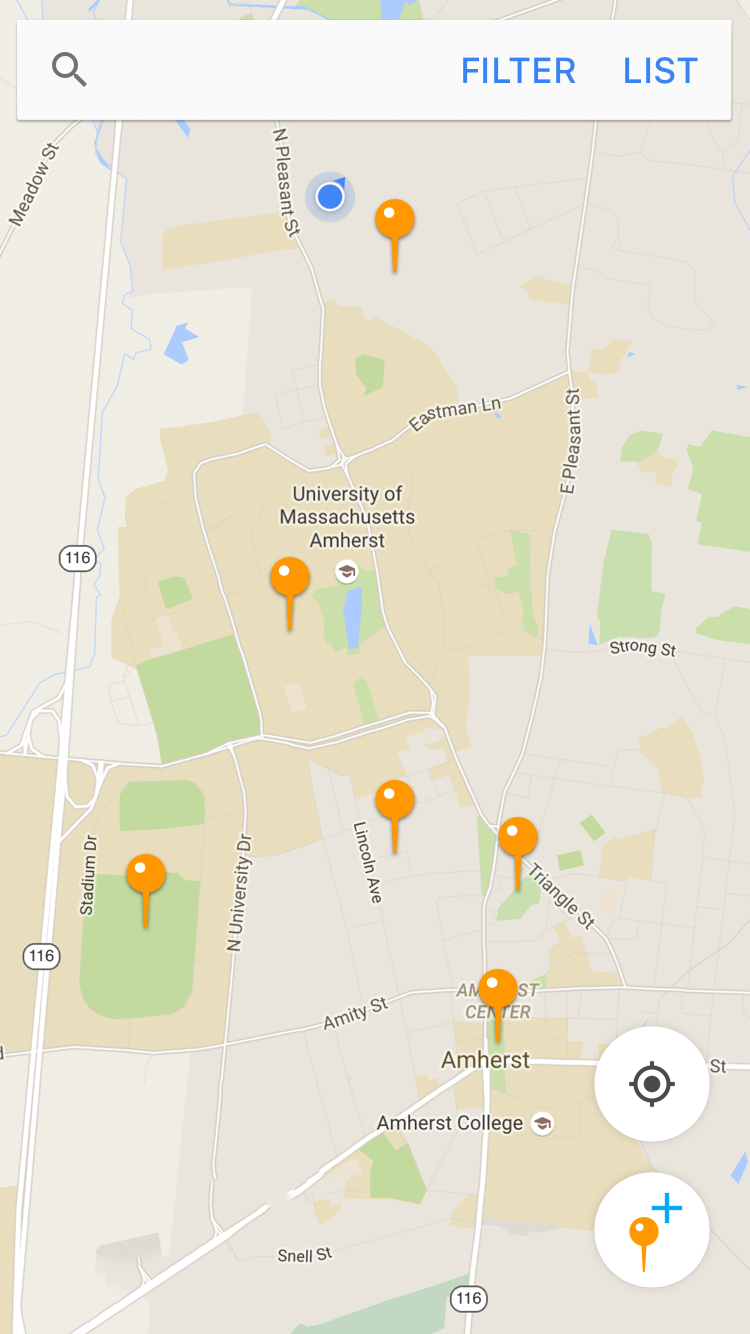 FILTER LIST
Meadow St
N Pleasant St
Eastman Ln
E Pleasant St
University of
Massachusetts
Amherst
116
Strong St
Lincoln Ave
Stadium Dr
N University Dr
Triangle St
116
CENTER
Amity St
Amherst
St
Amherst College
Snell St
116